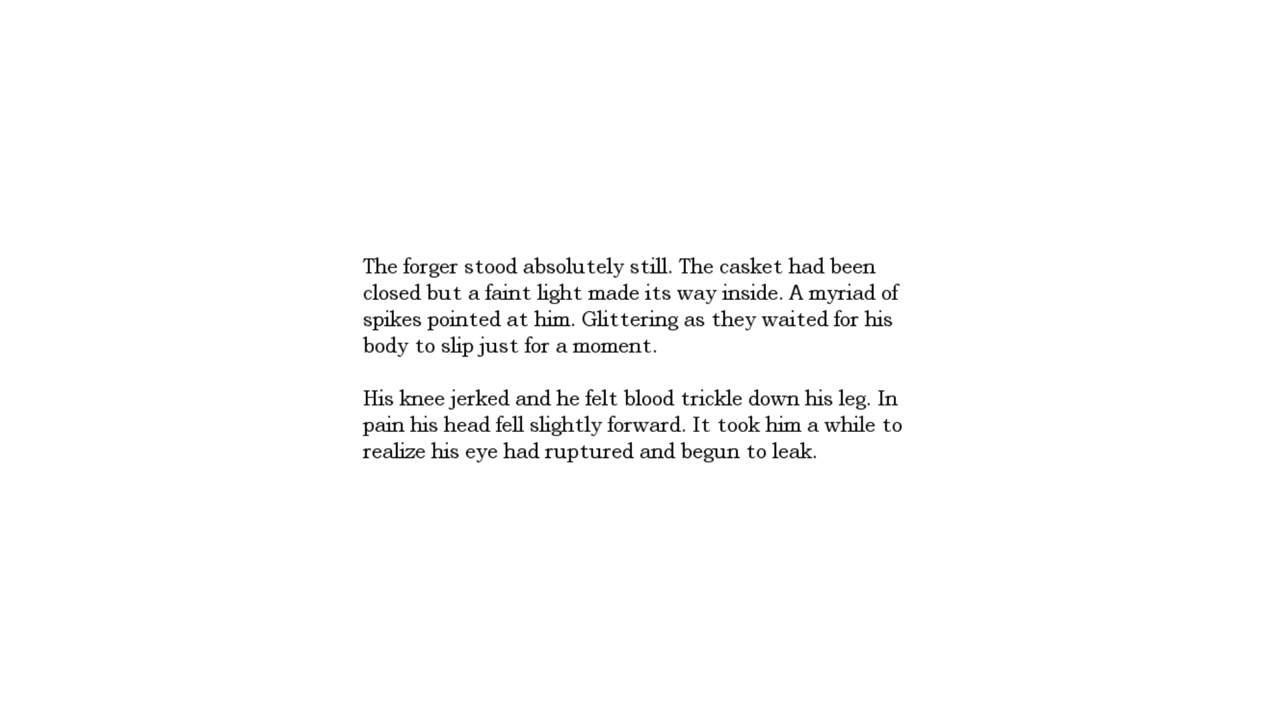 The forger stood absolutely still. The casket had been
closed but a faint light made its way inside. A myriad of
spikes pointed at him. Glittering as they waited for his
body to slip just for a moment.
His knee jerked and he felt blood trickle down his leg. In
pain his head fell slightly forward. It took him a while to
realize his eye had ruptured and begun to leak.